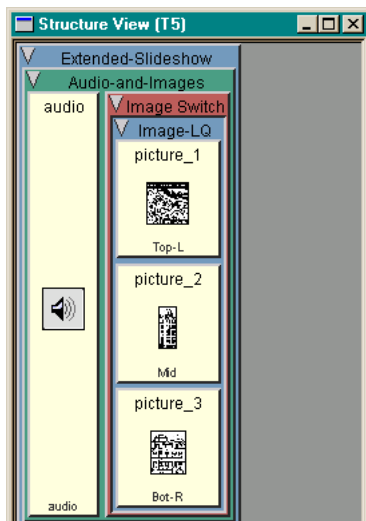 Structure View (T5)
Extended-Slideshow
Audio-and-Images
audio
Image Switch
Image-LQ
picture_1
Top-L
picture_2
Mid
picture_3
Bot-R
audio